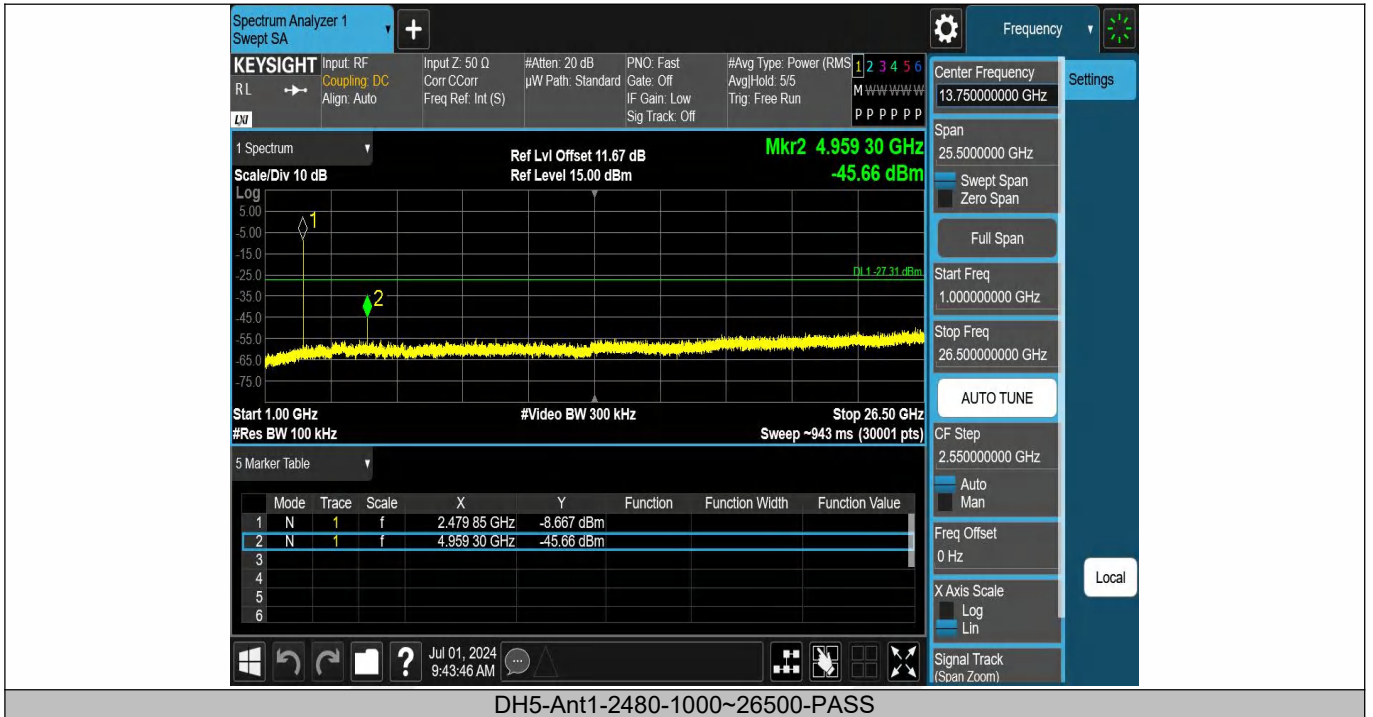 Spectrum Analyzer 1
Swept SA
Frequency
KEYSIGHT
RL
LXI
Input: RF
Coupling: DC
Align: Auto
Input Z: 50 Ω
Corr CCorr
Freq Ref: Int (S)
#Atten: 20 dB
µW Path: Standard
PNO: Fast
Gate: Off
IF Gain: Low
Sig Track: Off
#Avg Type: Power (RMS
Avg|Hold: 5/5
Trig: Free Run
1 2 3 4 5 6
M W W W W W
P P P P P P
1 Spectrum
Scale/Div 10 dB
Ref Lvl Offset 11.67 dB
Ref Level 15.00 dBm
Mkr2 4.959 30 GHz
-45.66 dBm
Log
5.00
-5.00
-15.0
-25.0
-35.0
-45.0
-55.0
-65.0
-75.0
1
2
DL1 -27.31 dBm
Start 1.00 GHz
#Res BW 100 kHz
#Video BW 300 kHz
Stop 26.50 GHz
Sweep ~943 ms (30001 pts)
5 Marker Table
Mode Trace Scale X Y Function Function Width Function Value
1 N 1 f 2.479 85 GHz -8.667 dBm
2 N 1 f 4.959 30 GHz -45.66 dBm
3
4
5
6
Jul 01, 2024
9:43:46 AM
Center Frequency
13.750000000 GHz
Settings
Span
25.5000000 GHz
Swept Span
Zero Span
Full Span
Start Freq
1.000000000 GHz
Stop Freq
26.500000000 GHz
AUTO TUNE
CF Step
2.550000000 GHz
Auto
Man
Freq Offset
0 Hz
X Axis Scale
Log
Lin
Signal Track
(Span Zoom)
Local
DH5-Ant1-2480-1000~26500-PASS